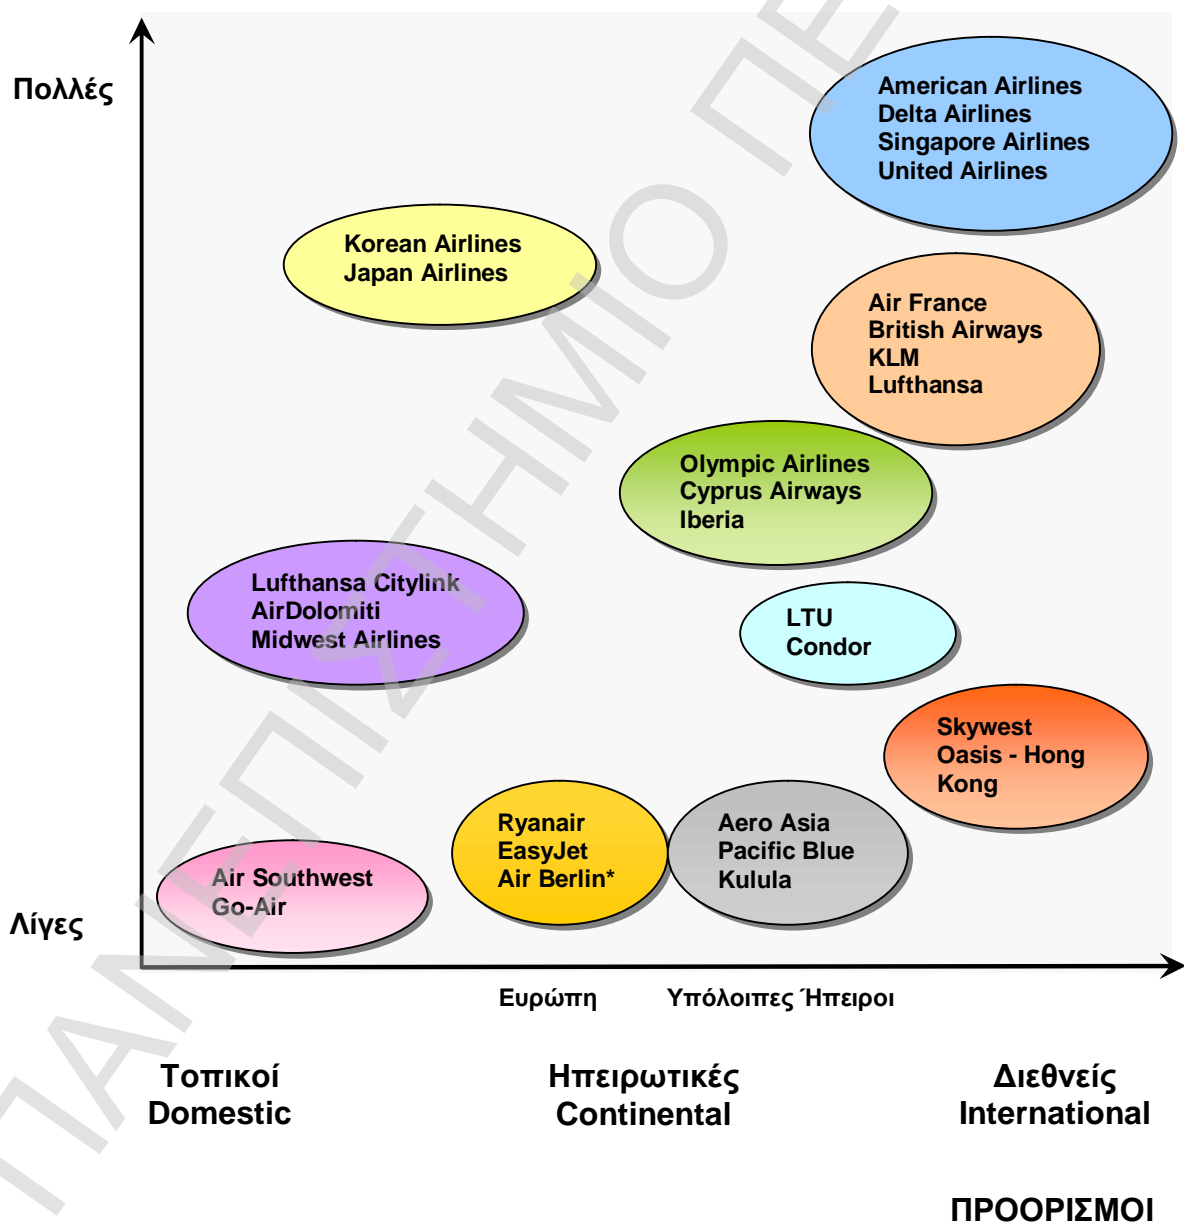 Πολλές
American Airlines
Delta Airlines
Singapore Airlines
United Airlines
Korean Airlines
Japan Airlines
Air France
British Airways
KLM
Lufthansa
Olympic Airlines
Cyprus Airways
Iberia
Lufthansa Citylink
AirDolomiti
Midwest Airlines
LTU
Condor
Skywest
Oasis - Hong
Kong
Ryanair
EasyJet
Air Berlin*
Aero Asia
Pacific Blue
Kulula
Air Southwest
Go-Air
Λίγες
Ευρώπη
Υπόλοιπες Ήπειροι
Τοπικοί
Domestic
Ηπειρωτικές
Continental
Διεθνείς
International
ΠΡΟΟΡΙΣΜΟΙ
ΠΑΝΕΠΙΣΤΗΜΙΟ ΠΕ